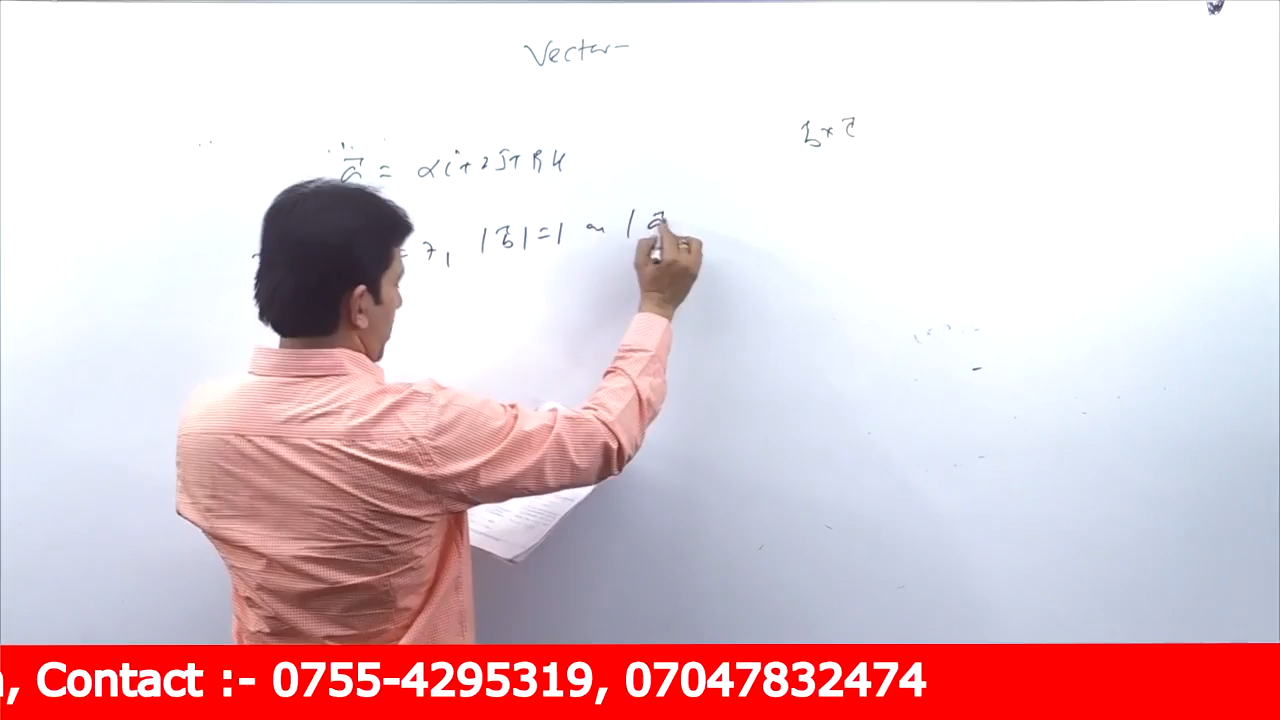 Vector
b⃗ × c⃗
a⃗ = αi + 2j + βk
= 7, |b⃗| = 1 |a⃗
, Contact :- 0755-4295319, 07047832474